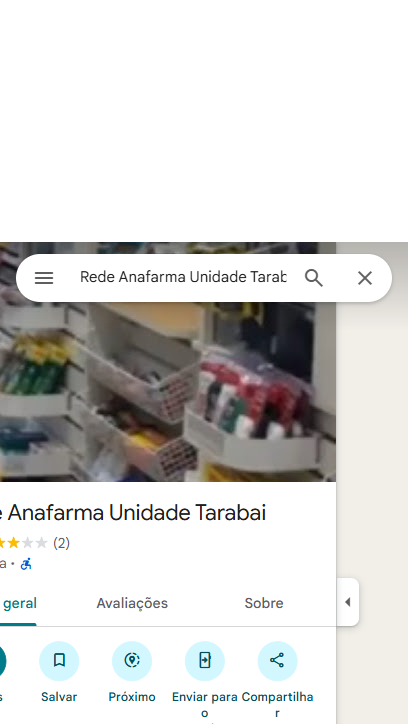 Rede Anafarma Unidade Tarab
e Anafarma Unidade Tarabai
(2)
a •
geral
Avaliações
Sobre
s
Salvar
Próximo
Enviar para o
Compartilhar